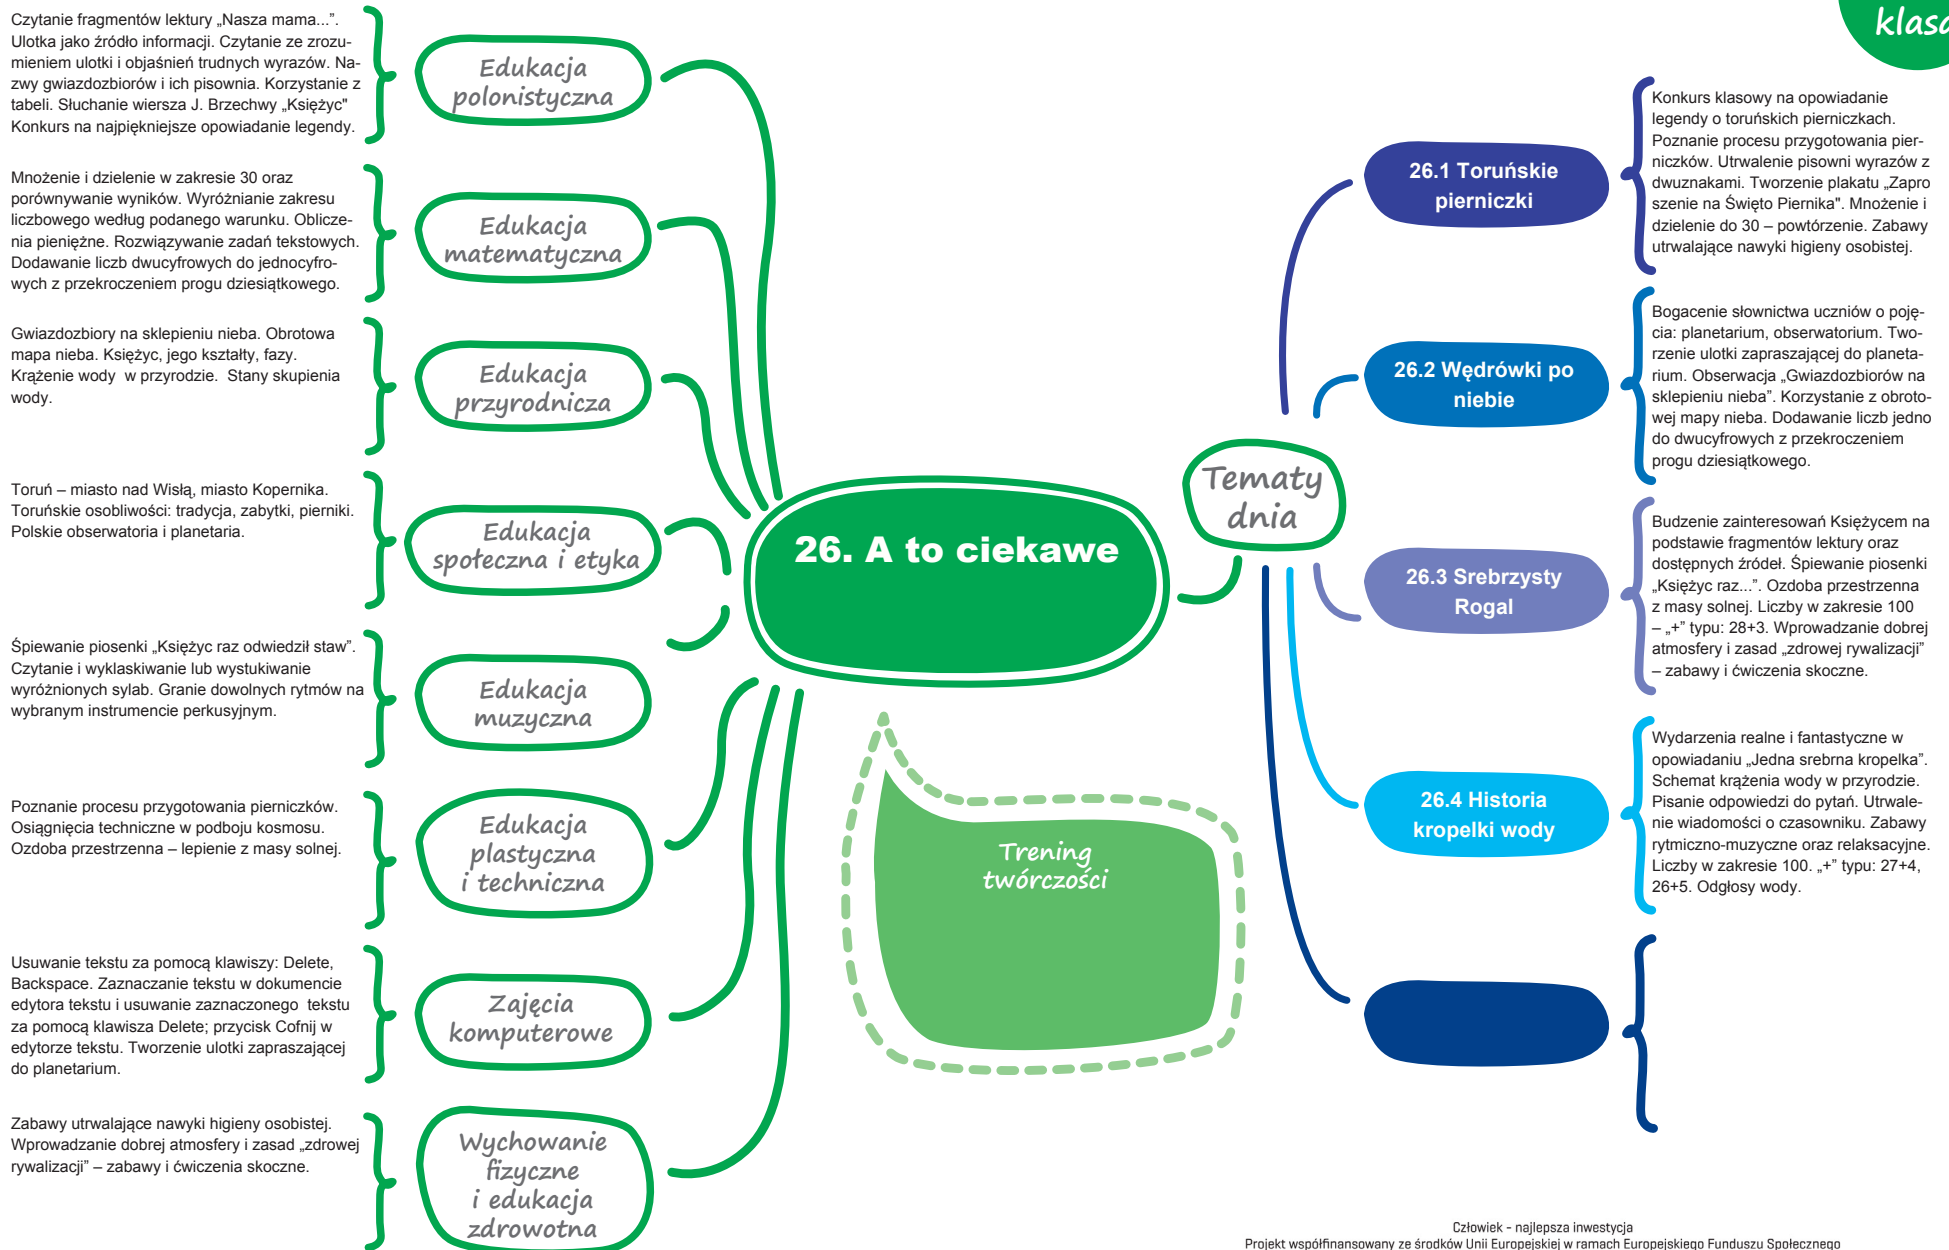 Czytanie fragmentów lektury „Nasza mama...”.
Ulotka jako źródło informacji. Czytanie ze zrozu-
mieniem ulotki i objaśnień trudnych wyrazów. Na-
zwy gwiazdozbiorów i ich pisownia. Korzystanie z
tabeli. Słuchanie wiersza J. Brzechwy „Księżyc"
Konkurs na najpiękniejsze opowiadanie legendy.
Edukacja
polonistyczna
Mnożenie i dzielenie w zakresie 30 oraz
porównywanie wyników. Wyróżnianie zakresu
liczbowego według podanego warunku. Oblicze-
nia pieniężne. Rozwiązywanie zadań tekstowych.
Dodawanie liczb dwucyfrowych do jednocyfro-
wych z przekroczeniem progu dziesiątkowego.
Edukacja
matematyczna
Gwiazdozbiory na sklepieniu nieba. Obrotowa
mapa nieba. Księżyc, jego kształty, fazy.
Krążenie wody w przyrodzie. Stany skupienia
wody.
Edukacja
przyrodnicza
Toruń – miasto nad Wisłą, miasto Kopernika.
Toruńskie osobliwości: tradycja, zabytki, pierniki.
Polskie obserwatoria i planetaria.
Edukacja
społeczna i etyka
Śpiewanie piosenki „Księżyc raz odwiedził staw”.
Czytanie i wyklaskiwanie lub wystukiwanie
wyróżnionych sylab. Granie dowolnych rytmów na
wybranym instrumencie perkusyjnym.
Edukacja
muzyczna
Poznanie procesu przygotowania pierniczków.
Osiągnięcia techniczne w podboju kosmosu.
Ozdoba przestrzenna – lepienie z masy solnej.
Edukacja
plastyczna
i techniczna
Usuwanie tekstu za pomocą klawiszy: Delete,
Backspace. Zaznaczanie tekstu w dokumencie
edytora tekstu i usuwanie zaznaczonego tekstu
za pomocą klawisza Delete; przycisk Cofnij w
edytorze tekstu. Tworzenie ulotki zapraszającej
do planetarium.
Zajęcia
komputerowe
Zabawy utrwalające nawyki higieny osobistej.
Wprowadzanie dobrej atmosfery i zasad „zdrowej
rywalizacji” – zabawy i ćwiczenia skoczne.
Wychowanie
fizyczne
i edukacja
zdrowotna
26. A to ciekawe
Trening
twórczości
Tematy
dnia
klasa
26.1 Toruńskie
pierniczki
Konkurs klasowy na opowiadanie
legendy o toruńskich pierniczkach.
Poznanie procesu przygotowania pier-
niczków. Utrwalenie pisowni wyrazów z
dwuznakami. Tworzenie plakatu „Zapro
szenie na Święto Piernika". Mnożenie i
dzielenie do 30 – powtórzenie. Zabawy
utrwalające nawyki higieny osobistej.
26.2 Wędrówki po
niebie
Bogacenie słownictwa uczniów o poję-
cia: planetarium, obserwatorium. Two-
rzenie ulotki zapraszającej do planeta-
rium. Obserwacja „Gwiazdozbiorów na
sklepieniu nieba”. Korzystanie z obroto-
wej mapy nieba. Dodawanie liczb jedno
do dwucyfrowych z przekroczeniem
progu dziesiątkowego.
26.3 Srebrzysty
Rogal
Budzenie zainteresowań Księżycem na
podstawie fragmentów lektury oraz
dostępnych źródeł. Śpiewanie piosenki
„Księżyc raz...”. Ozdoba przestrzenna
z masy solnej. Liczby w zakresie 100
– „+” typu: 28+3. Wprowadzanie dobrej
atmosfery i zasad „zdrowej rywalizacji”
– zabawy i ćwiczenia skoczne.
26.4 Historia
kropelki wody
Wydarzenia realne i fantastyczne w
opowiadaniu „Jedna srebrna kropelka”.
Schemat krążenia wody w przyrodzie.
Pisanie odpowiedzi do pytań. Utrwale-
nie wiadomości o czasowniku. Zabawy
rytmiczno-muzyczne oraz relaksacyjne.
Liczby w zakresie 100. „+” typu: 27+4,
26+5. Odgłosy wody.
Człowiek - najlepsza inwestycja
Projekt współfinansowany ze środków Unii Europejskiej w ramach Europejskiego Funduszu Społecznego